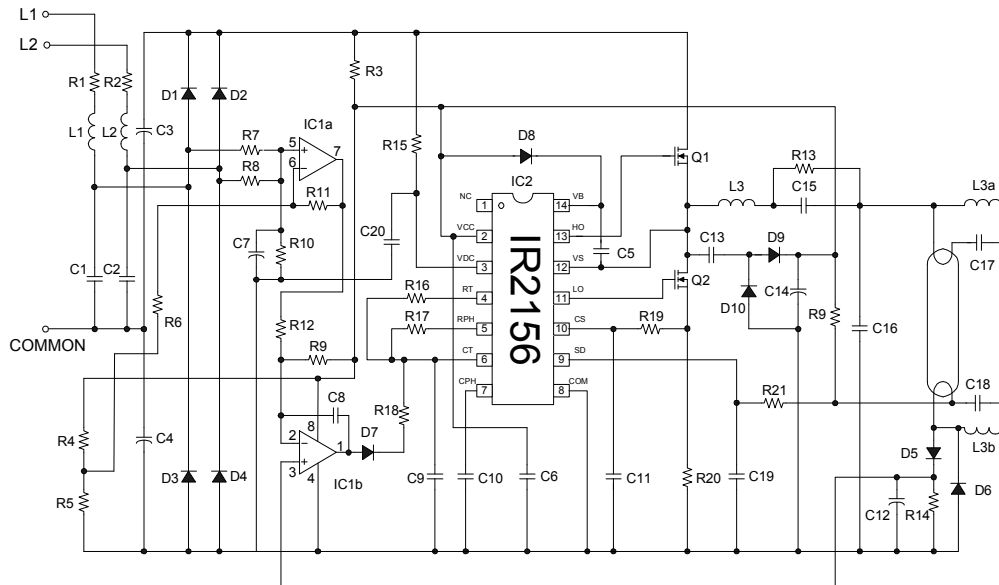 L1
L2
R1
R2
R3
D1
D2
IC1a
L1
L2
C3
R7
5
7
6
R8
R15
D8
Q1
R13
IC2
R11
NC
1
14
VB
L3
C15
L3a
VCC
2
13
HO
C7
R10
C20
C5
C13
D9
C17
VDC
3
12
VS
C1
C2
Q2
R6
R16
RT
4
11
LO
D10
C14
R9
C16
R12
R17
RPH
5
10
CS
R19
COMMON
R9
CT
6
9
SD
IR2156
CPH
7
8
COM
C8
R18
R21
C18
R4
C4
8
2
1
D7
3
4
IC1b
L3b
D5
D3
D4
C9
C10
C6
C11
R20
C19
D6
R5
C12
R14